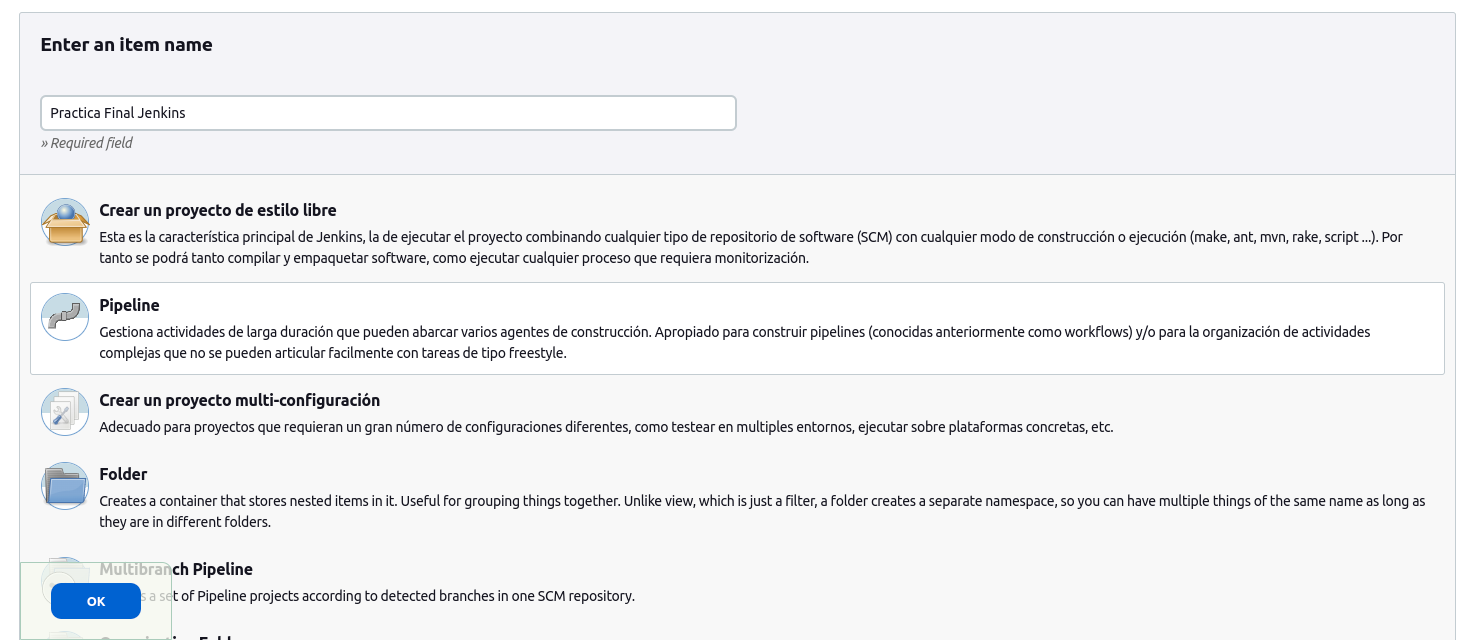 Enter an item name
Practica Final Jenkins
» Required field
Crear un proyecto de estilo libre
Esta es la característica principal de Jenkins, la de ejecutar el proyecto combinando cualquier tipo de repositorio de software (SCM) con cualquier modo de construcción o ejecución (make, ant, mvn, rake, script ...). Por
tanto se podrá tanto compilar y empaquetar software, como ejecutar cualquier proceso que requiera monitorización.
Pipeline
Gestiona actividades de larga duración que pueden abarcar varios agentes de construcción. Apropiado para construir pipelines (conocidas anteriormente como workflows) y/o para la organización de actividades
complejas que no se pueden articular facilmente con tareas de tipo freestyle.
Crear un proyecto multi-configuración
Adecuado para proyectos que requieran un gran número de configuraciones diferentes, como testear en multiples entornos, ejecutar sobre plataformas concretas, etc.
Folder
Creates a container that stores nested items in it. Useful for grouping things together. Unlike view, which is just a filter, a folder creates a separate namespace, so you can have multiple things of the same name as long as
they are in different folders.
Multibranch Pipeline
a set of Pipeline projects according to detected branches in one SCM repository.
OK